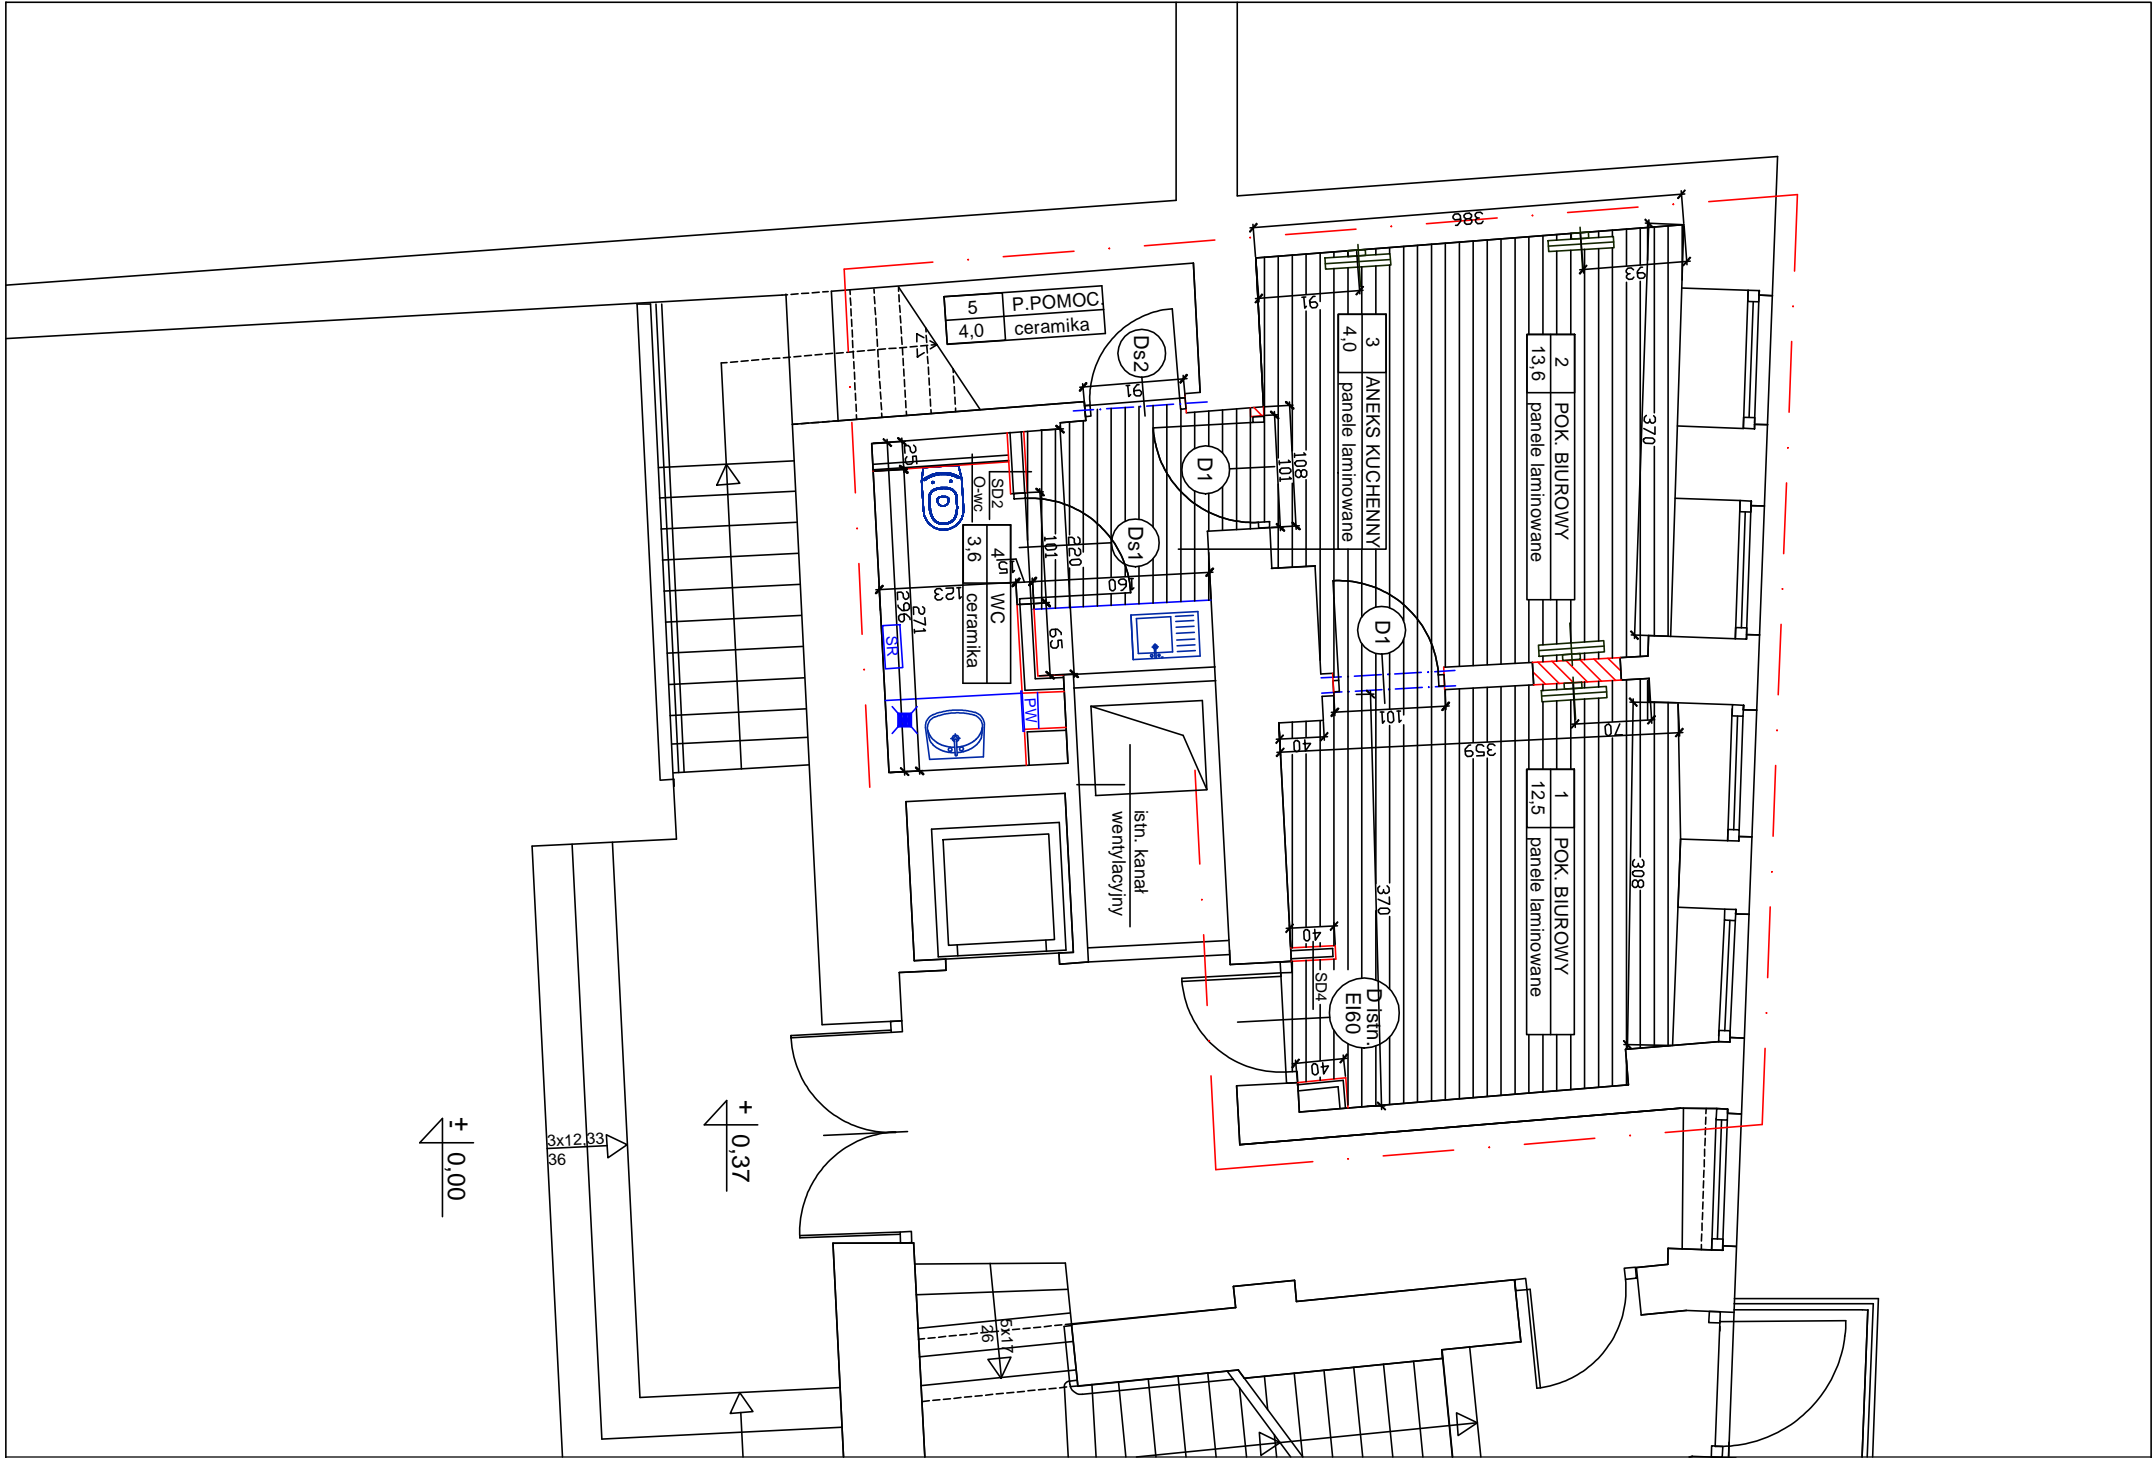 386
93
91
5 P.POMOC.
4,0 ceramika
Ds2
91
3 ANEKS KUCHENNY
4,0 panele laminowane
2 POK. BIUROWY
13,6 panele laminowane
370
D1
108
101
25
SD2
O-wc
Ds1
101
220
160
4 WC
3,6 ceramika
15
123
296
271
65
SR
PW
D1
101
70
40
359
1 POK. BIUROWY
12,5 panele laminowane
308
370
istn. kanał
wentylacyjny
40
SD4
D istn.
EI60
40
+
0,37
+-
0,00
3x12,33
36
5x17
26